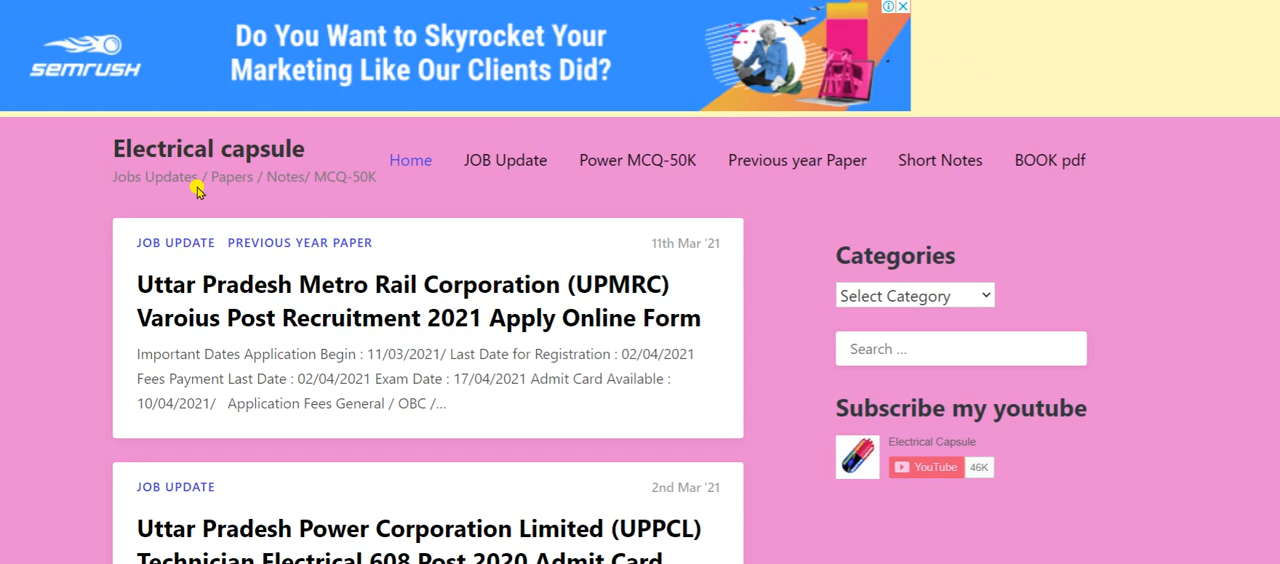 semrush
Do You Want to Skyrocket Your
Marketing Like Our Clients Did?
Electrical capsule
Jobs Updates / Papers / Notes/ MCQ-50K
Home JOB Update Power MCQ-50K Previous year Paper Short Notes BOOK pdf
JOB UPDATE PREVIOUS YEAR PAPER 11th Mar '21
Uttar Pradesh Metro Rail Corporation (UPMRC)
Varoius Post Recruitment 2021 Apply Online Form
Important Dates Application Begin : 11/03/2021/ Last Date for Registration : 02/04/2021
Fees Payment Last Date : 02/04/2021 Exam Date : 17/04/2021 Admit Card Available :
10/04/2021/ Application Fees General / OBC /...
JOB UPDATE 2nd Mar '21
Uttar Pradesh Power Corporation Limited (UPPCL)
Technician Electrical 608 Post 2020 Admit Card
Categories
Select Category
Search ...
Subscribe my youtube
Electrical Capsule
YouTube 46K